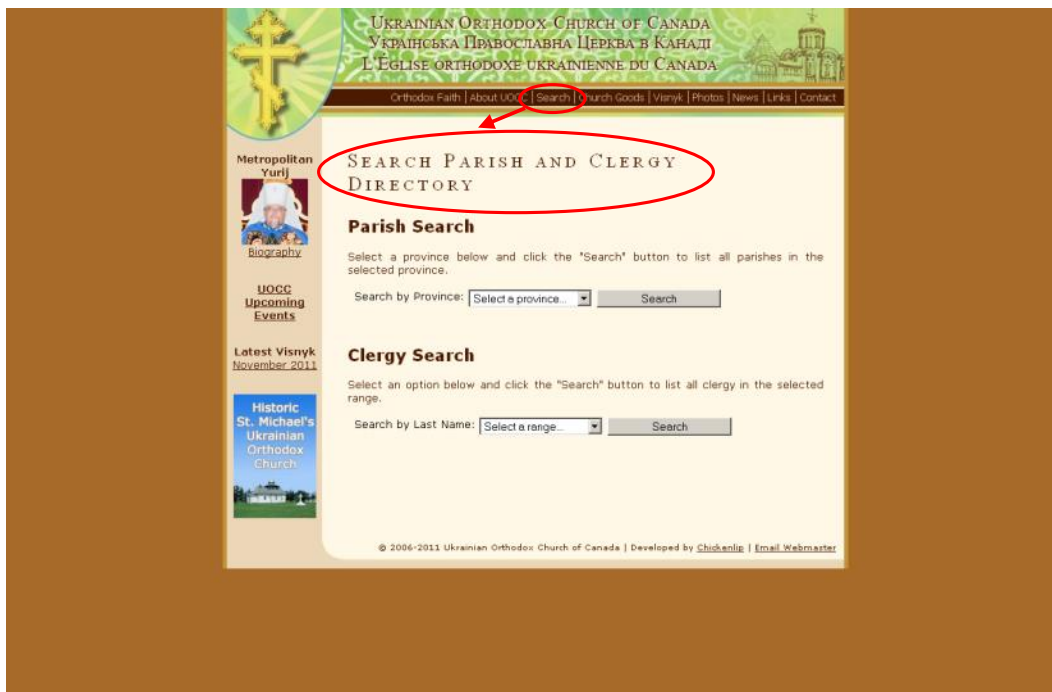 Ukrainian Orthodox Church of Canada
Українська Православна Церква в Канаді
L'Église orthodoxe ukrainienne du Canada
Orthodox Faith | About UOCC | Search | Church Goods | Visnyk | Photos | News | Links | Contact
Metropolitan
Yurij
Biography
UOCC
Upcoming
Events
Latest Visnyk
November 2011
Historic
St. Michael's
Ukrainian
Orthodox
Church
Search Parish and Clergy
Directory
Parish Search
Select a province below and click the "Search" button to list all parishes in the
selected province.
Search by Province: Select a province... Search
Clergy Search
Select an option below and click the "Search" button to list all clergy in the selected
range.
Search by Last Name: Select a range... Search
© 2006-2011 Ukrainian Orthodox Church of Canada | Developed by Chickenlip | Email Webmaster